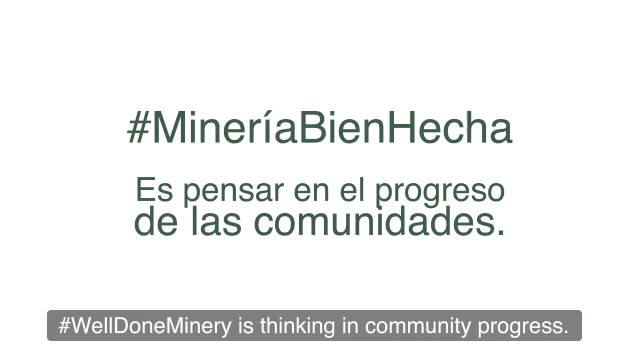 #MineríaBienHecha
Es pensar en el progreso
de las comunidades.
#WellDoneMinery is thinking in community progress.